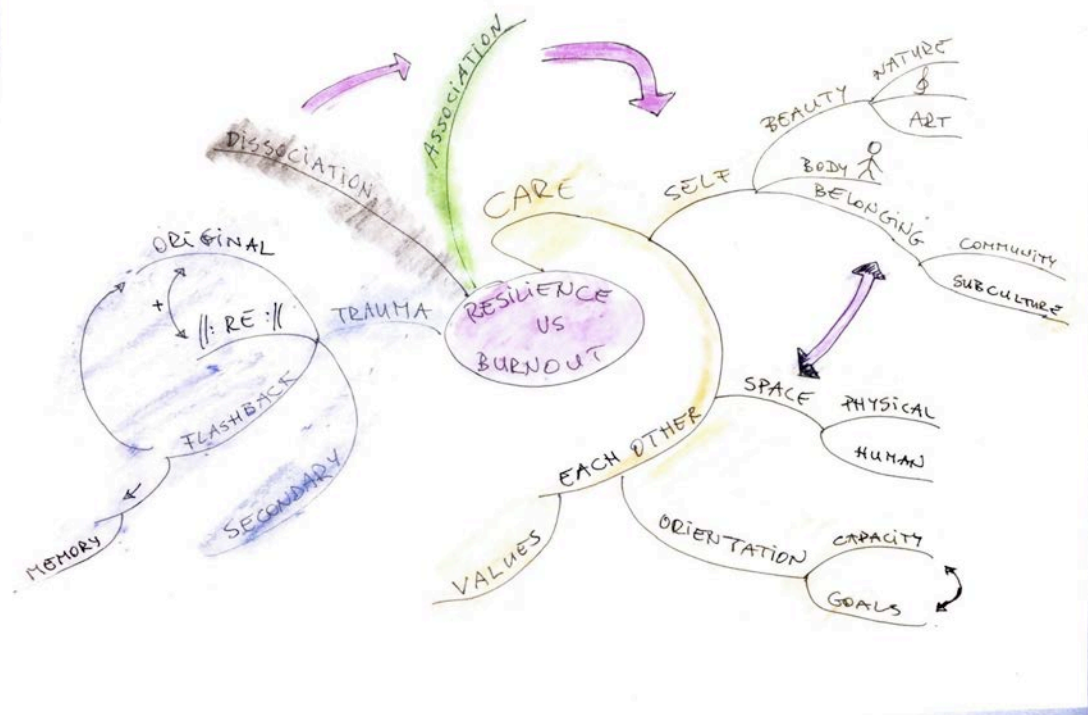 RESILIENCE
VS
BURNOUT
DISSOCIATION
ASSOCIATION
CARE
SELF
BEAUTY
NATURE
ART
BODY
BELONGING
COMMUNITY
SUBCULTURE
EACH OTHER
SPACE
PHYSICAL
HUMAN
ORIENTATION
CAPACITY
GOALS
VALUES
TRAUMA
ORIGINAL
+
||: RE :||
FLASHBACK
MEMORY
SECONDARY